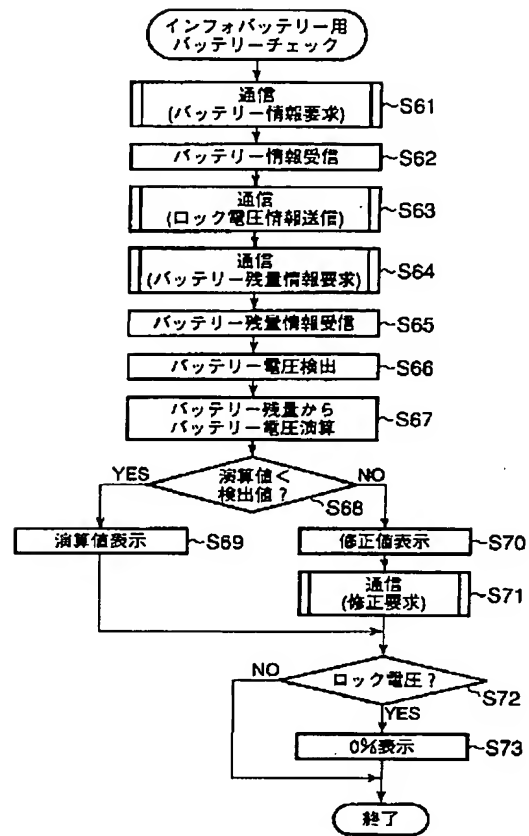 インフォバッテリー用
バッテリーチェック
通信
(バッテリー情報要求)
S61
バッテリー情報受信
S62
通信
(ロック電圧情報送信)
S63
通信
(バッテリー残量情報要求)
S64
バッテリー残量情報受信
S65
バッテリー電圧検出
S66
バッテリー残量から
バッテリー電圧演算
S67
YES
演算値<
検出値?
NO
S68
演算値表示
S69
修正値表示
S70
通信
(修正要求)
S71
NO
ロック電圧?
S72
YES
0%表示
S73
終了